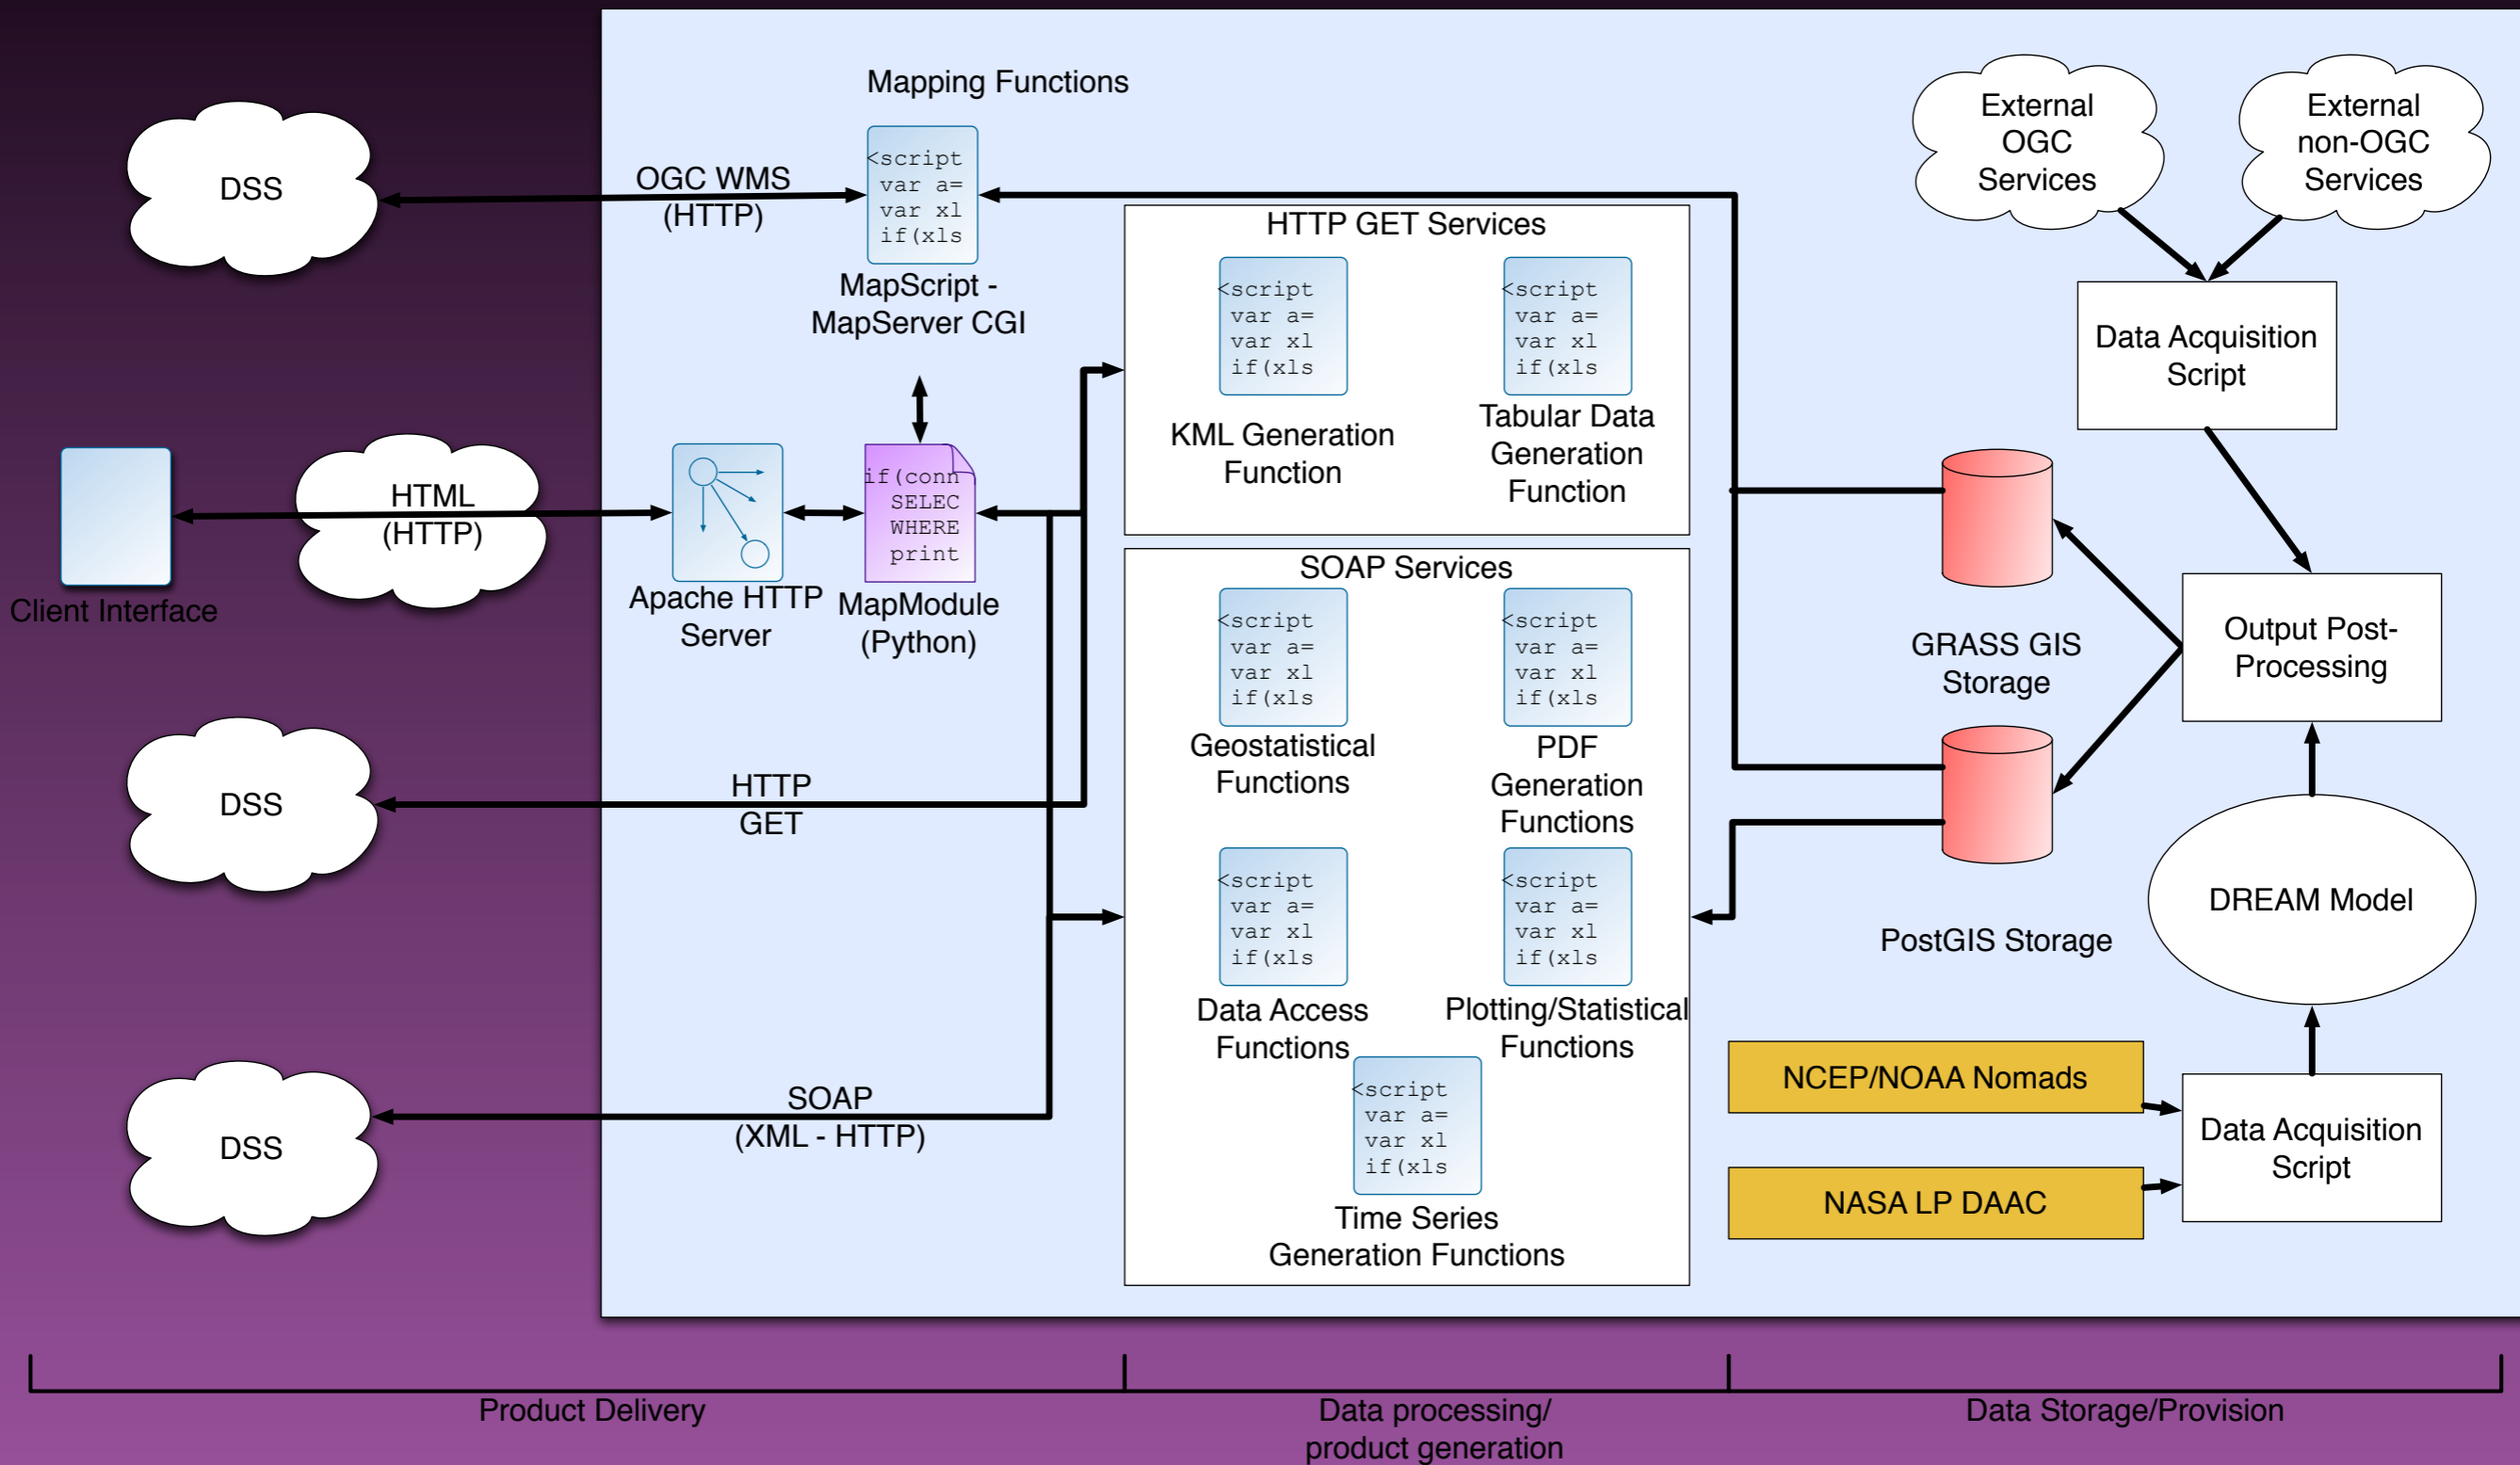 Mapping Functions
External
OGC
Services
External
non-OGC
Services
DSS
OGC WMS
(HTTP)
<script
var a=
var xl
if(xls
MapScript -
MapServer CGI
HTTP GET Services
<script
var a=
var xl
if(xls
KML Generation
Function
<script
var a=
var xl
if(xls
Tabular Data
Generation
Function
Data Acquisition
Script
Client Interface
HTML
(HTTP)
Apache HTTP
Server
if(conn
SELEC
WHERE
print
MapModule
(Python)
SOAP Services
<script
var a=
var xl
if(xls
Geostatistical
Functions
<script
var a=
var xl
if(xls
PDF
Generation
Functions
GRASS GIS
Storage
Output Post-
Processing
DSS
HTTP
GET
<script
var a=
var xl
if(xls
Data Access
Functions
<script
var a=
var xl
if(xls
Plotting/Statistical
Functions
PostGIS Storage
DREAM Model
DSS
SOAP
(XML - HTTP)
<script
var a=
var xl
if(xls
Time Series
Generation Functions
NCEP/NOAA Nomads
NASA LP DAAC
Data Acquisition
Script
Product Delivery
Data processing/
product generation
Data Storage/Provision